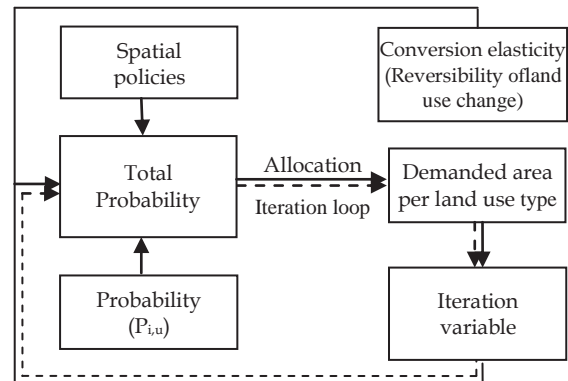 Spatial
policies
Conversion elasticity
(Reversibility ofland
use change)
Total
Probability
Allocation
Iteration loop
Demanded area
per land use type
Probability
(Pi,u)
Iteration
variable